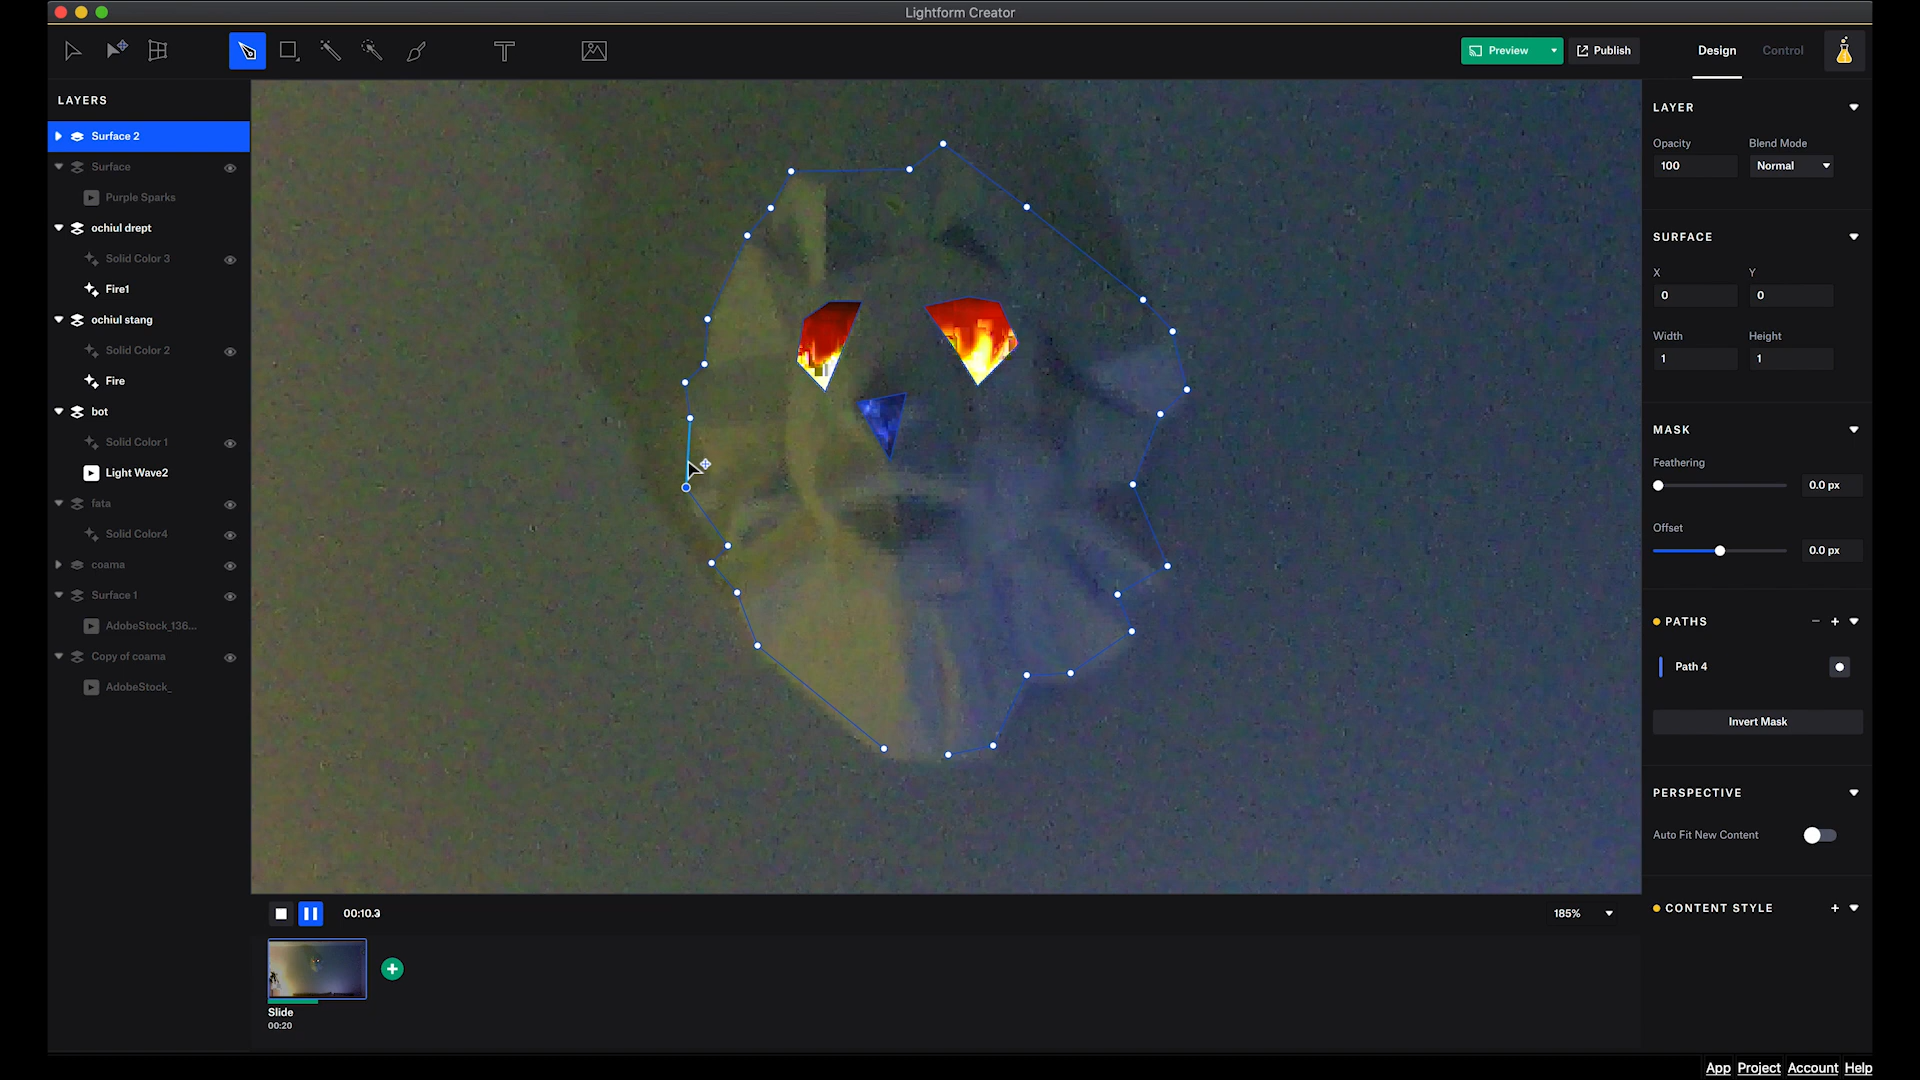 Lightform Creator
Preview
Publish
Design
Control
LAYERS
Surface 2
Surface
Purple Sparks
ochiul drept
Solid Color 3
Fire1
ochiul stang
Solid Color 2
Fire
bot
Solid Color 1
Light Wave2
fata
Solid Color4
coama
Surface 1
AdobeStock_136...
Copy of coama
AdobeStock_
LAYER
Opacity
Blend Mode
100
Normal
SURFACE
X
Y
0
0
Width
Height
1
1
MASK
Feathering
0.0 px
Offset
0.0 px
PATHS
Path 4
Invert Mask
PERSPECTIVE
Auto Fit New Content
CONTENT STYLE
00:10.3
185%
Slide
00:20
App Project Account Help